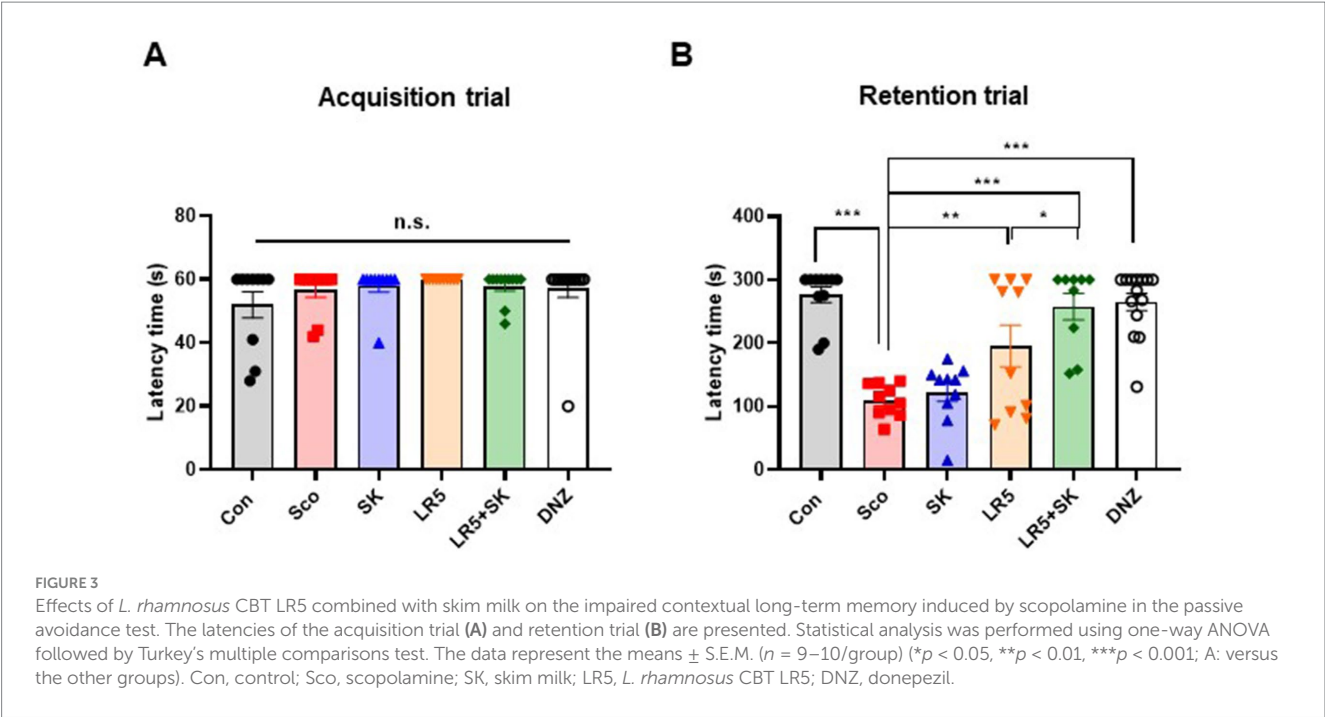 A
B
Acquisition trial
Retention trial
***
***
***
**
*
n.s.
Latency time (s)
80
60
40
20
0
Con
Sco
SK
LR5
LR5+SK
DNZ
Latency time (s)
400
300
200
100
0
Con
Sco
SK
LR5
LR5+SK
DNZ
FIGURE 3
Effects of L. rhamnosus CBT LR5 combined with skim milk on the impaired contextual long-term memory induced by scopolamine in the passive
avoidance test. The latencies of the acquisition trial (A) and retention trial (B) are presented. Statistical analysis was performed using one-way ANOVA
followed by Turkey's multiple comparisons test. The data represent the means ± S.E.M. (n = 9–10/group) (*p < 0.05, **p < 0.01, ***p < 0.001; A: versus
the other groups). Con, control; Sco, scopolamine; SK, skim milk; LR5, L. rhamnosus CBT LR5; DNZ, donepezil.